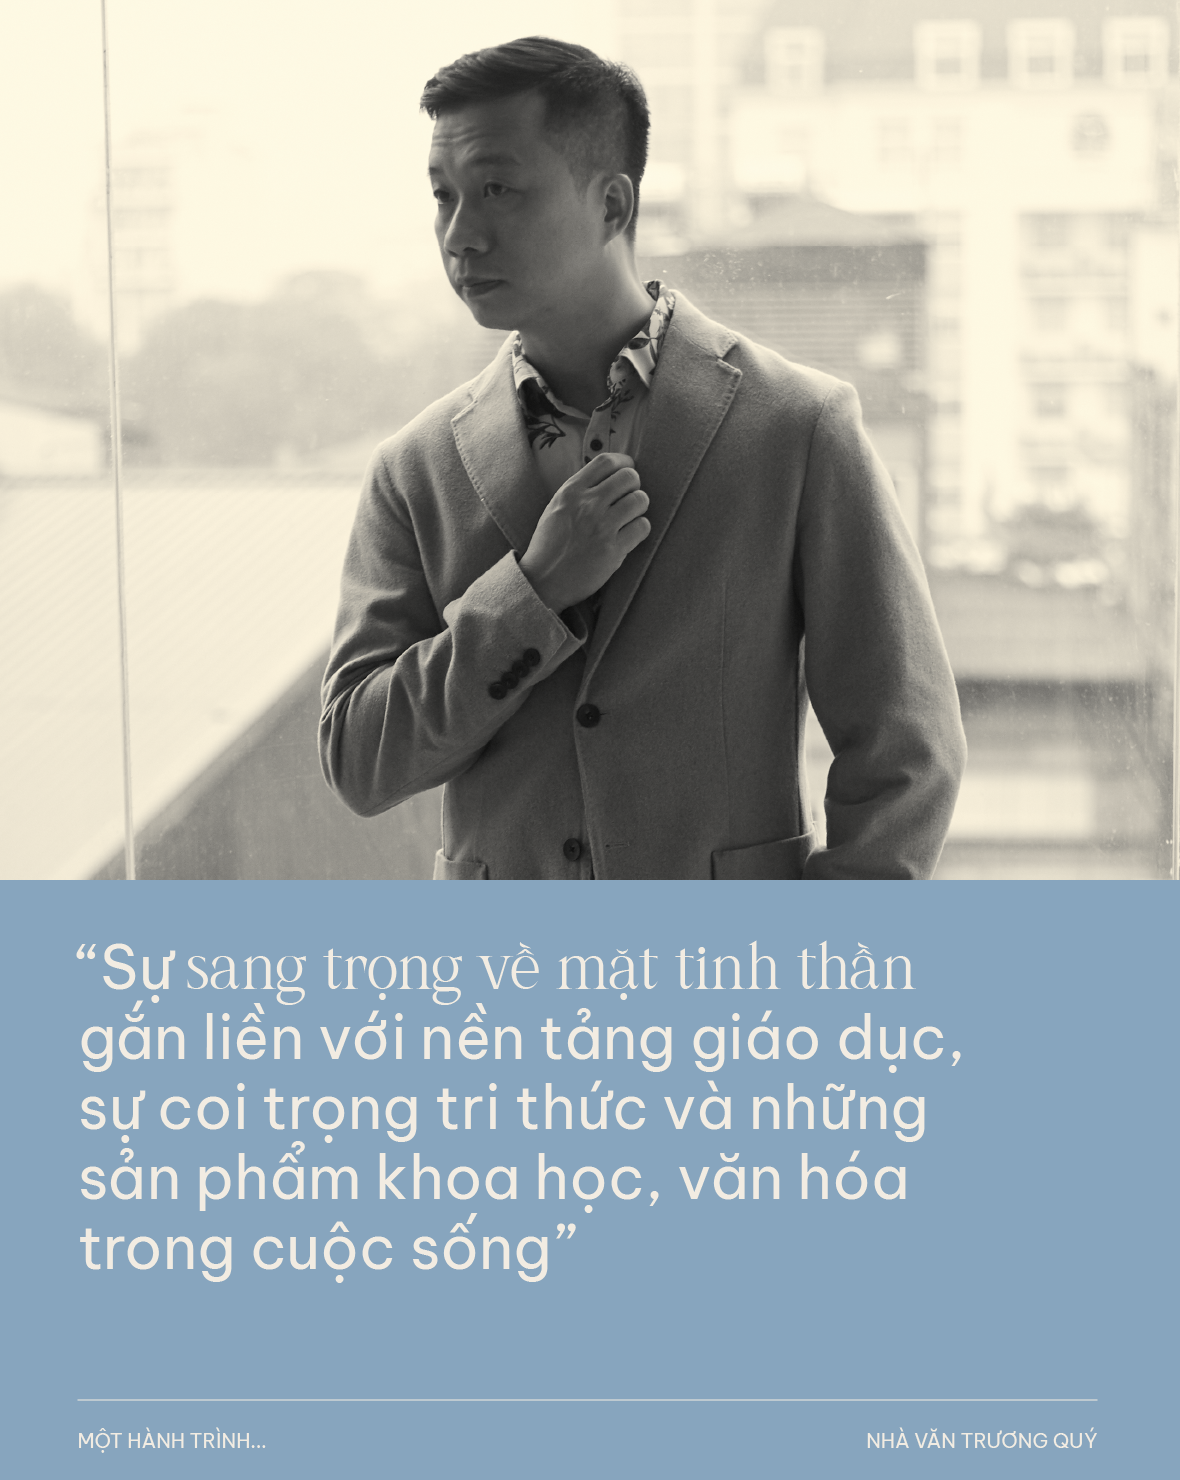 “Sự sang trọng về mặt tinh thần
gắn liền với nền tảng giáo dục,
sự coi trọng tri thức và những
sản phẩm khoa học, văn hóa
trong cuộc sống”
MỘT HÀNH TRÌNH...
NHÀ VĂN TRƯƠNG QUÝ